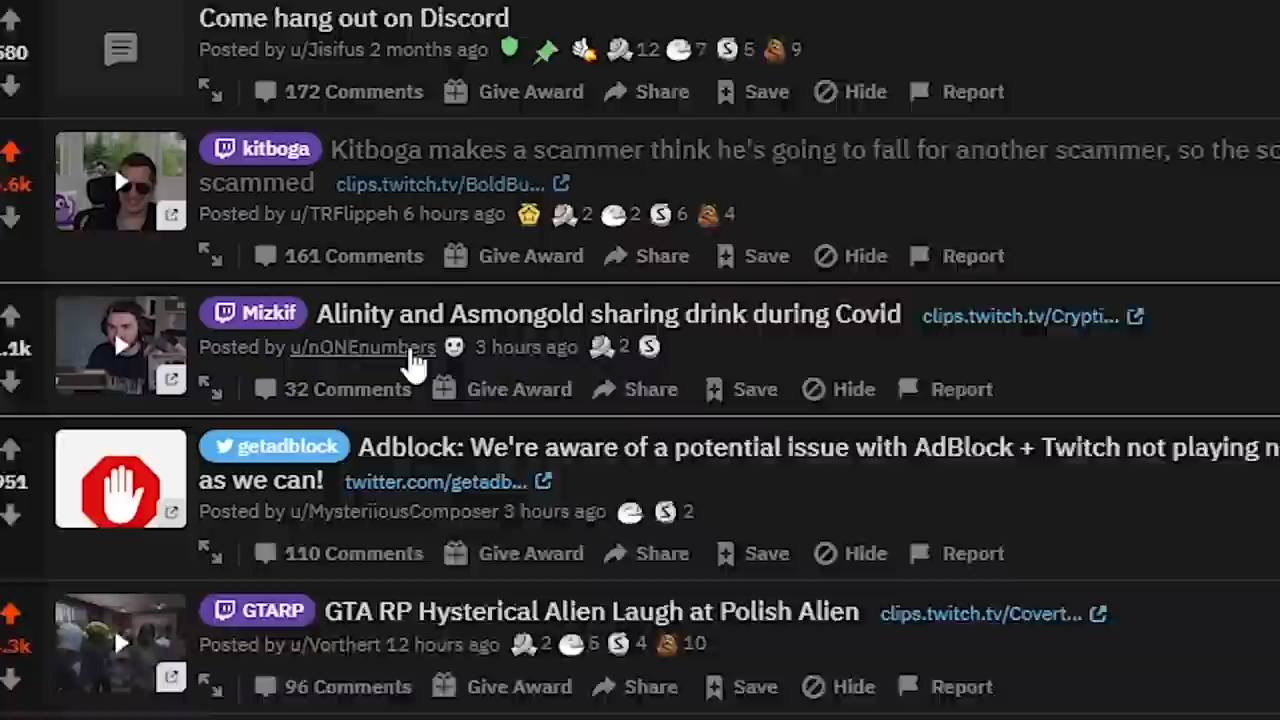 Come hang out on Discord
580
Posted by u/Jisifus 2 months ago 12 7 S 5 9
172 Comments Give Award Share Save Hide Report
kitboga Kitboga makes a scammer think he's going to fall for another scammer, so the sc
.6k
scammed clips.twitch.tv/BoldBu...
Posted by u/TRFlippeh 6 hours ago 2 2 S 6 4
161 Comments Give Award Share Save Hide Report
Mizkif Alinity and Asmongold sharing drink during Covid clips.twitch.tv/Crypti...
.1k
Posted by u/nONEnumbers 3 hours ago 2 S
32 Comments Give Award Share Save Hide Report
getadblock Adblock: We're aware of a potential issue with AdBlock + Twitch not playing n
951
as we can! twitter.com/getadb...
Posted by u/MysteriiousComposer 3 hours ago S 2
110 Comments Give Award Share Save Hide Report
GTARP GTA RP Hysterical Alien Laugh at Polish Alien clips.twitch.tv/Covert...
.3k
Posted by u/Vorthert 12 hours ago 2 5 S 4 10
96 Comments Give Award Share Save Hide Report